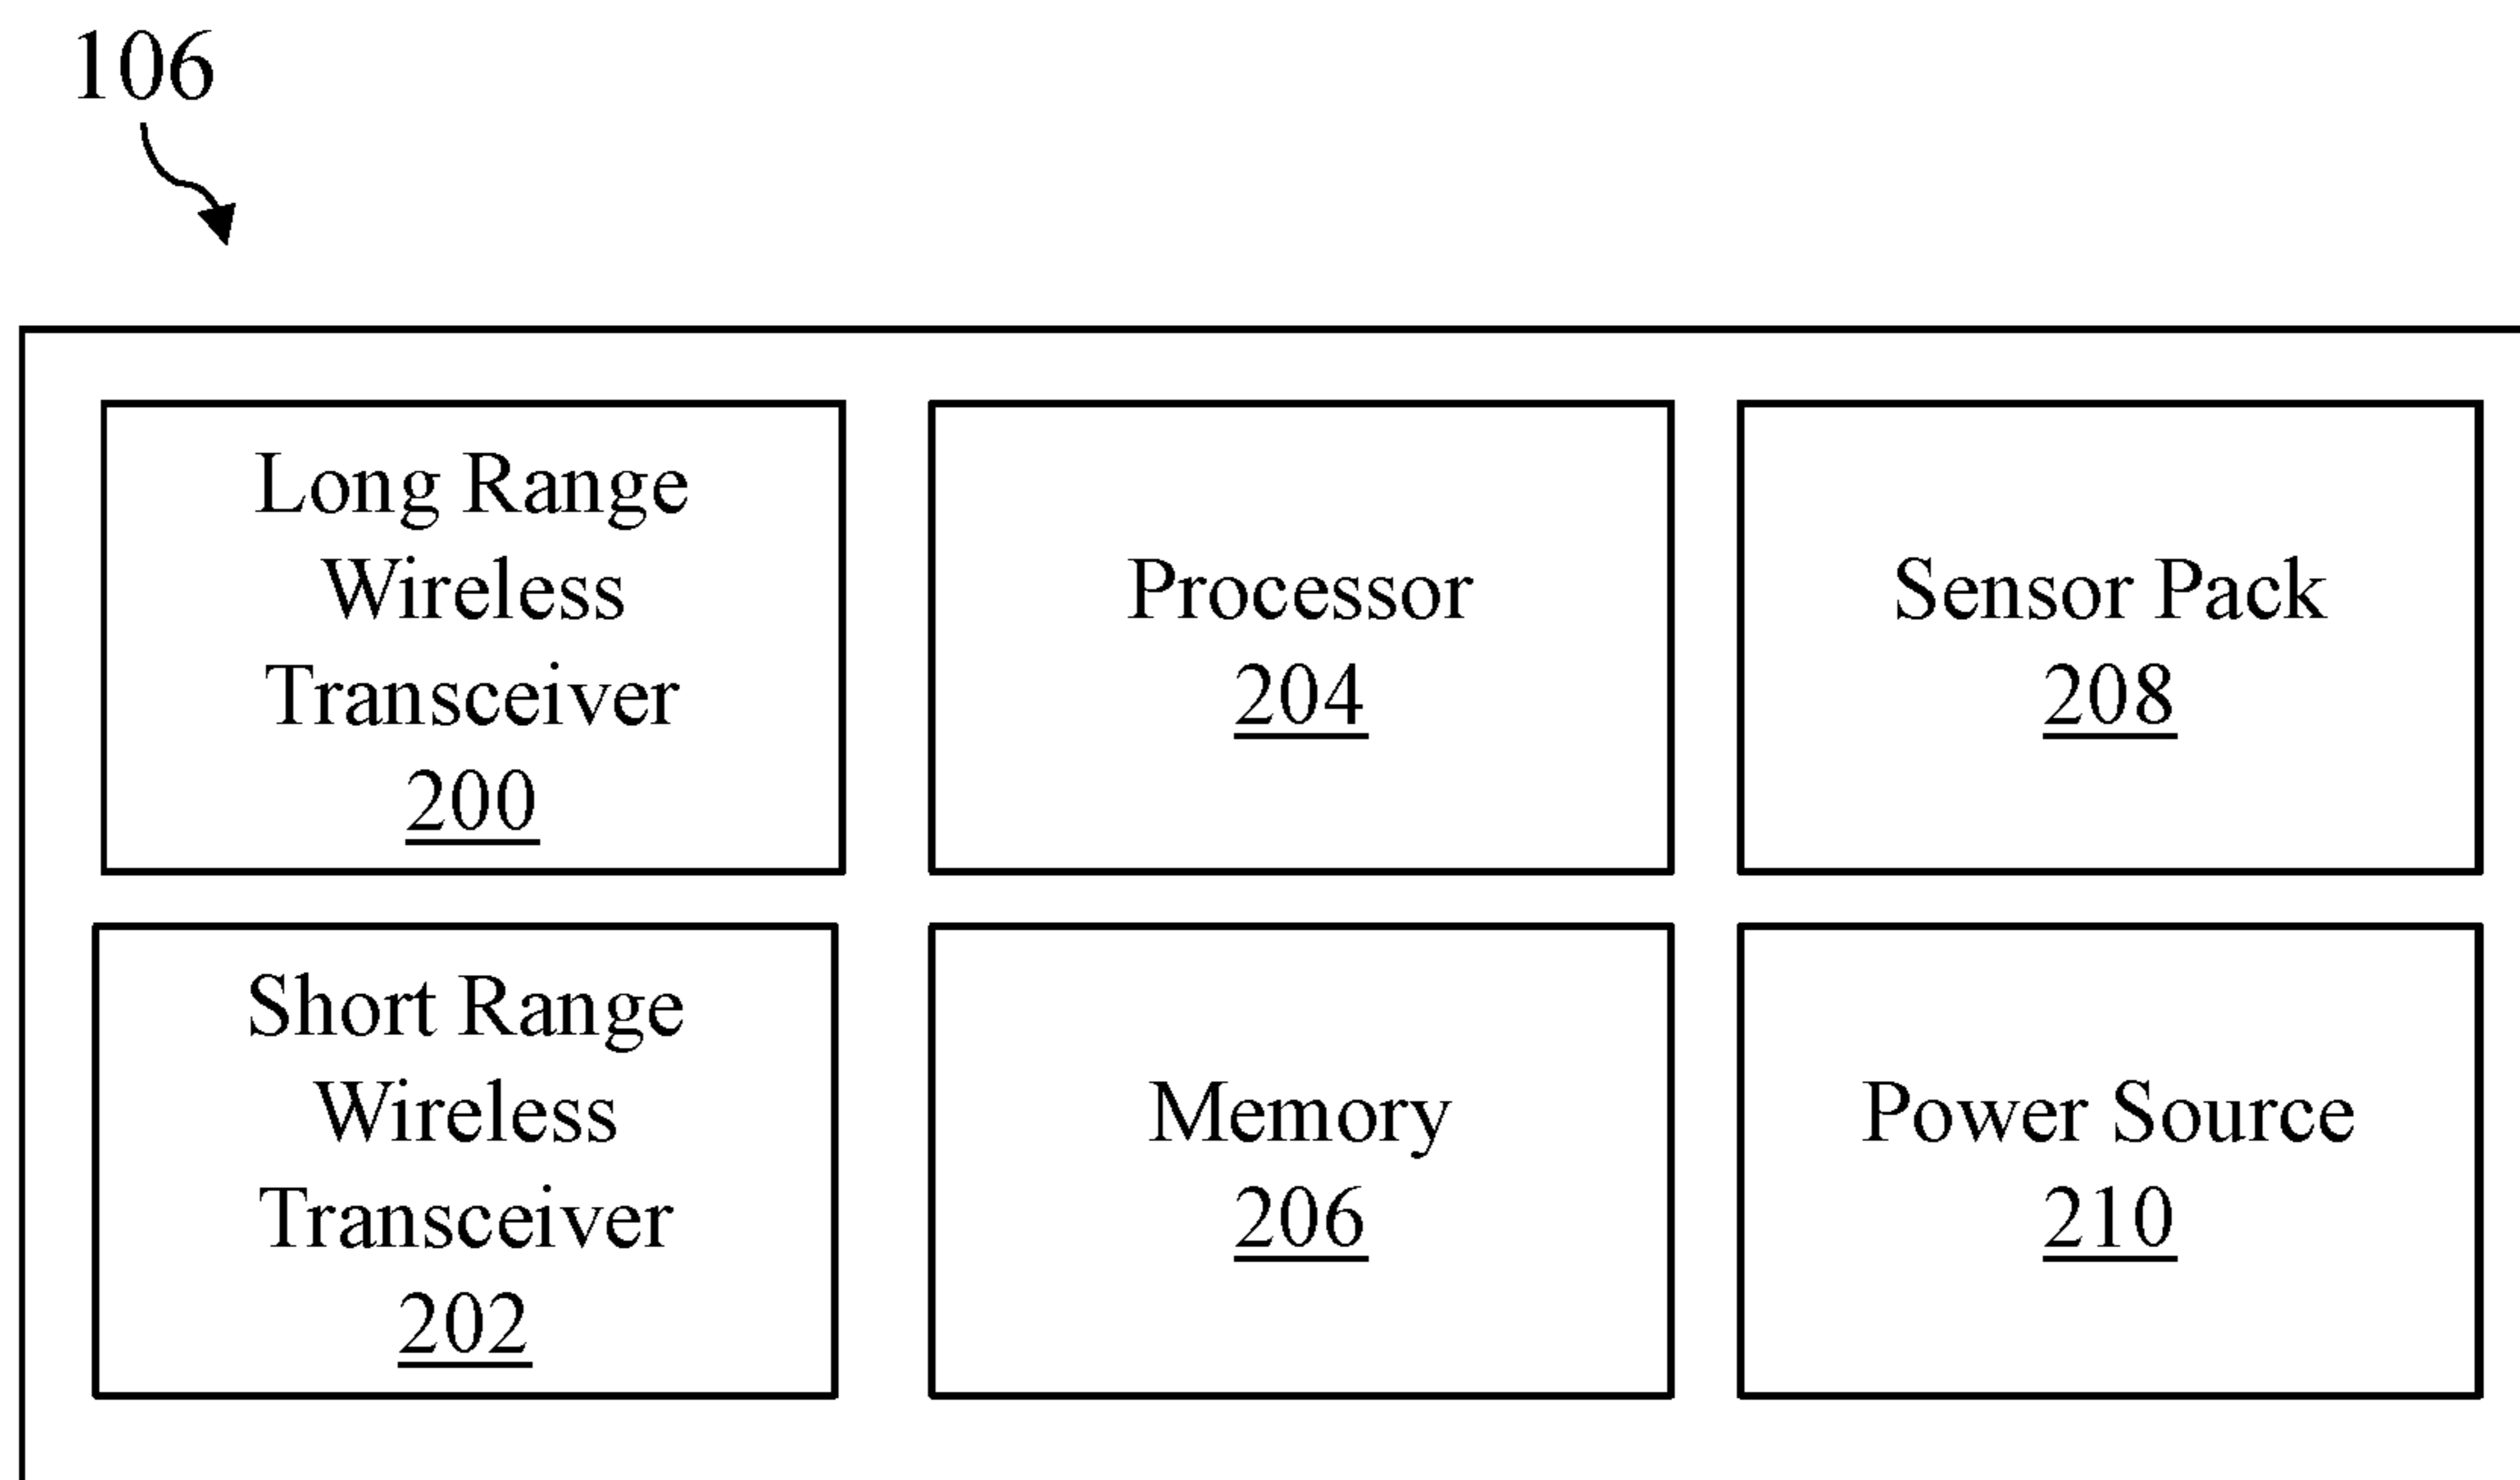 106
Long Range
Wireless
Transceiver
200
Processor
204
Sensor Pack
208
Short Range
Wireless
Transceiver
202
Memory
206
Power Source
210